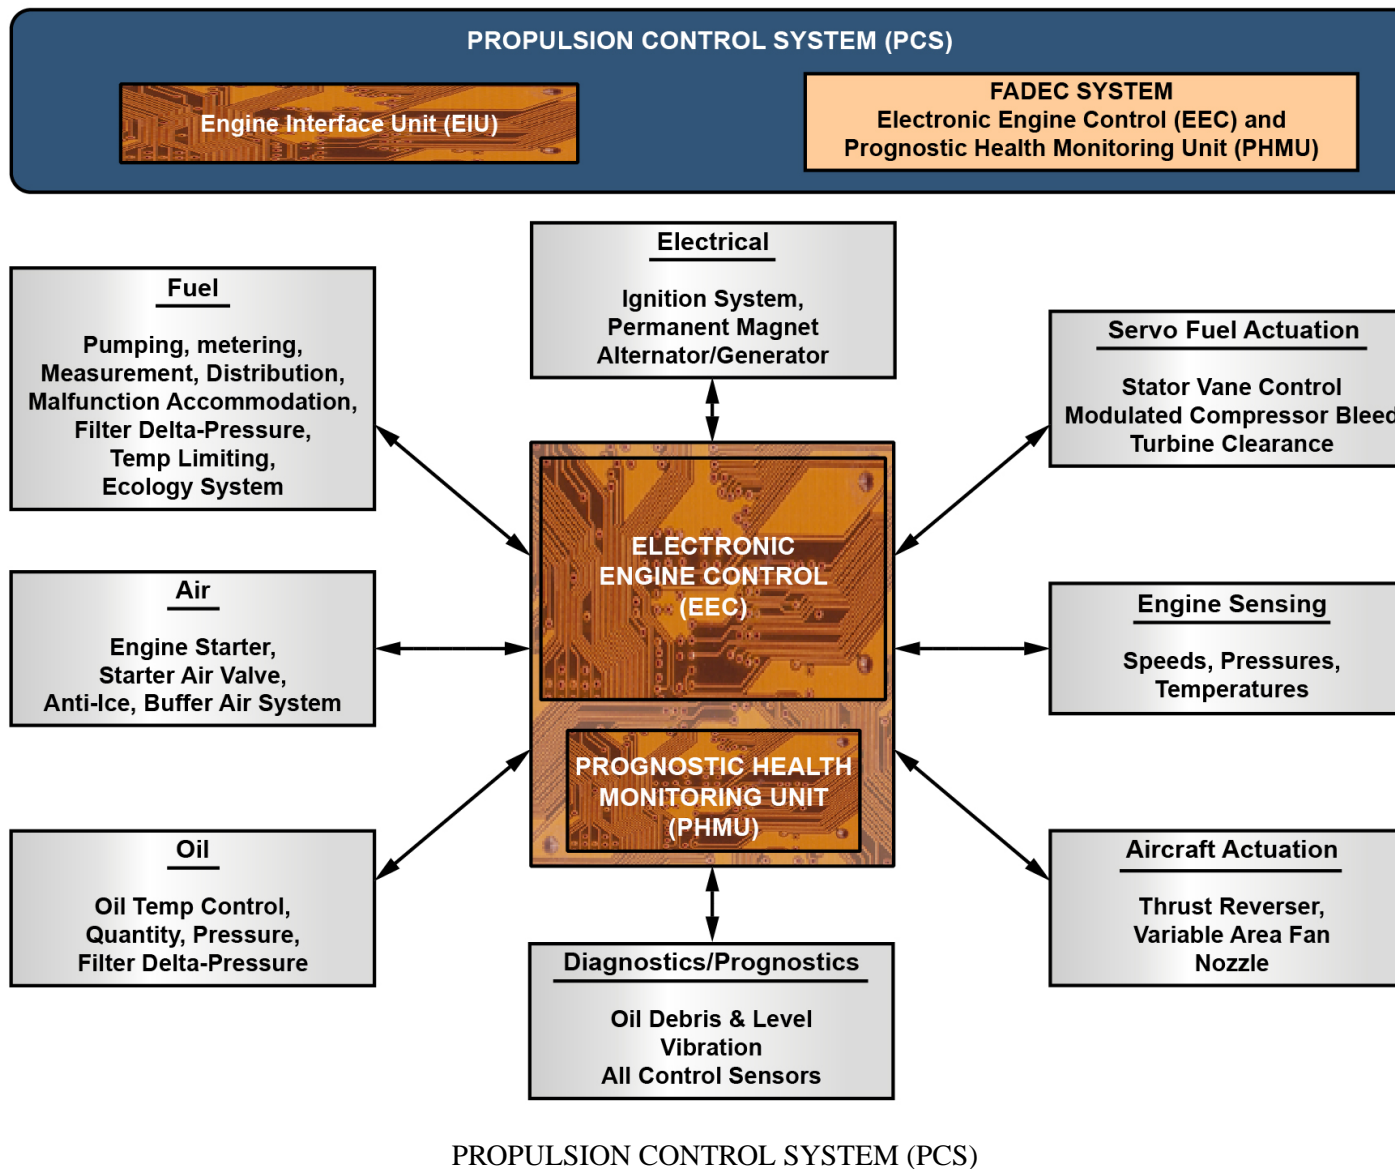 PROPULSION CONTROL SYSTEM (PCS)
Engine Interface Unit (EIU)
FADEC SYSTEM
Electronic Engine Control (EEC) and
Prognostic Health Monitoring Unit (PHMU)
Electrical
Ignition System,
Permanent Magnet
Alternator/Generator
Fuel
Pumping, metering,
Measurement, Distribution,
Malfunction Accommodation,
Filter Delta-Pressure,
Temp Limiting,
Ecology System
Servo Fuel Actuation
Stator Vane Control
Modulated Compressor Bleed
Turbine Clearance
ELECTRONIC
ENGINE CONTROL
(EEC)
Air
Engine Starter,
Starter Air Valve,
Anti-Ice, Buffer Air System
Engine Sensing
Speeds, Pressures,
Temperatures
PROGNOSTIC HEALTH
MONITORING UNIT
(PHMU)
Oil
Oil Temp Control,
Quantity, Pressure,
Filter Delta-Pressure
Aircraft Actuation
Thrust Reverser,
Variable Area Fan
Nozzle
Diagnostics/Prognostics
Oil Debris & Level
Vibration
All Control Sensors
PROPULSION CONTROL SYSTEM (PCS)